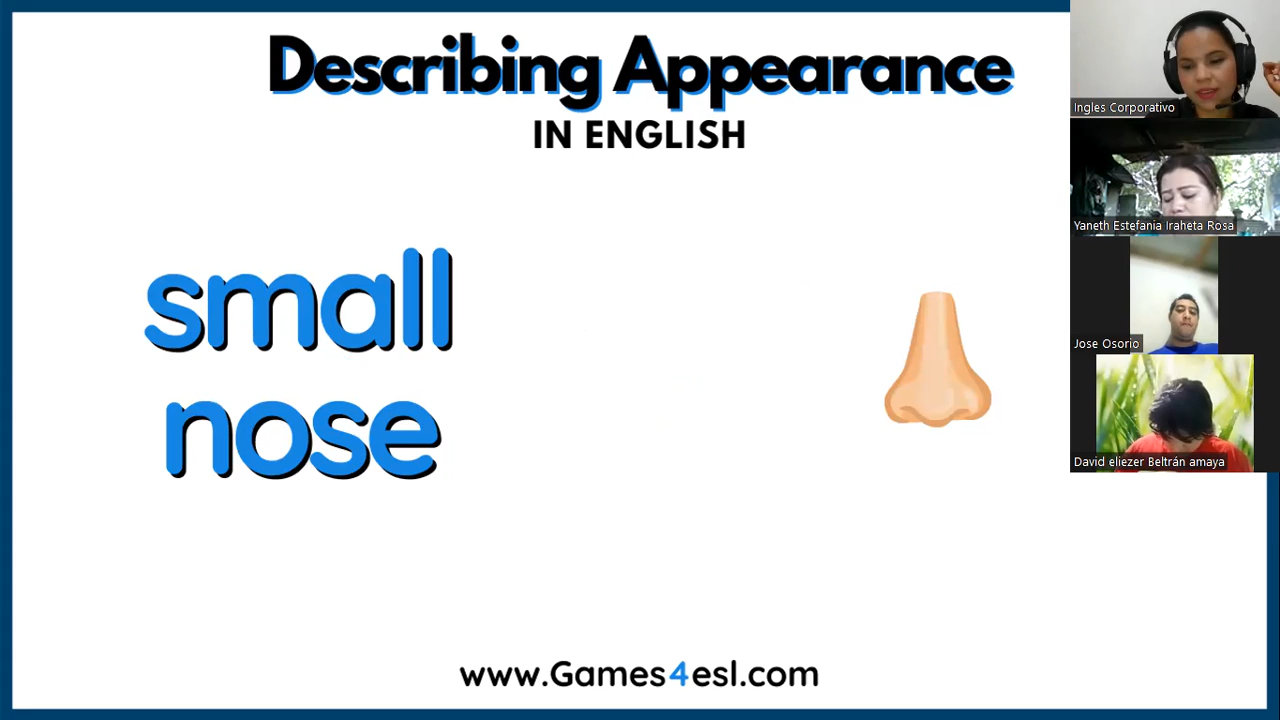 Describing Appearance
IN ENGLISH
small
nose
www.Games4esl.com
Ingles Corporativo
Yaneth Estefania Iraheta Rosa
Jose Osorio
David eliezer Beltrán amaya